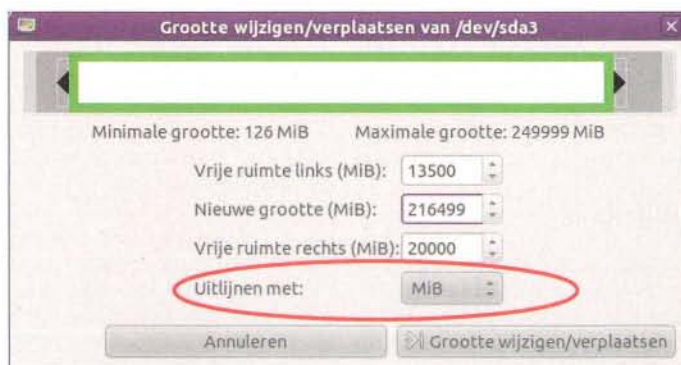 Grootte wijzigen/verplaatsen van /dev/sda3
Minimale grootte: 126 MiB Maximale grootte: 249999 MiB
Vrije ruimte links (MiB): 13500
Nieuwe grootte (MiB): 216499
Vrije ruimte rechts (MiB): 20000
Uitlijnen met: MiB
Annuleren Grootte wijzigen/verplaatsen